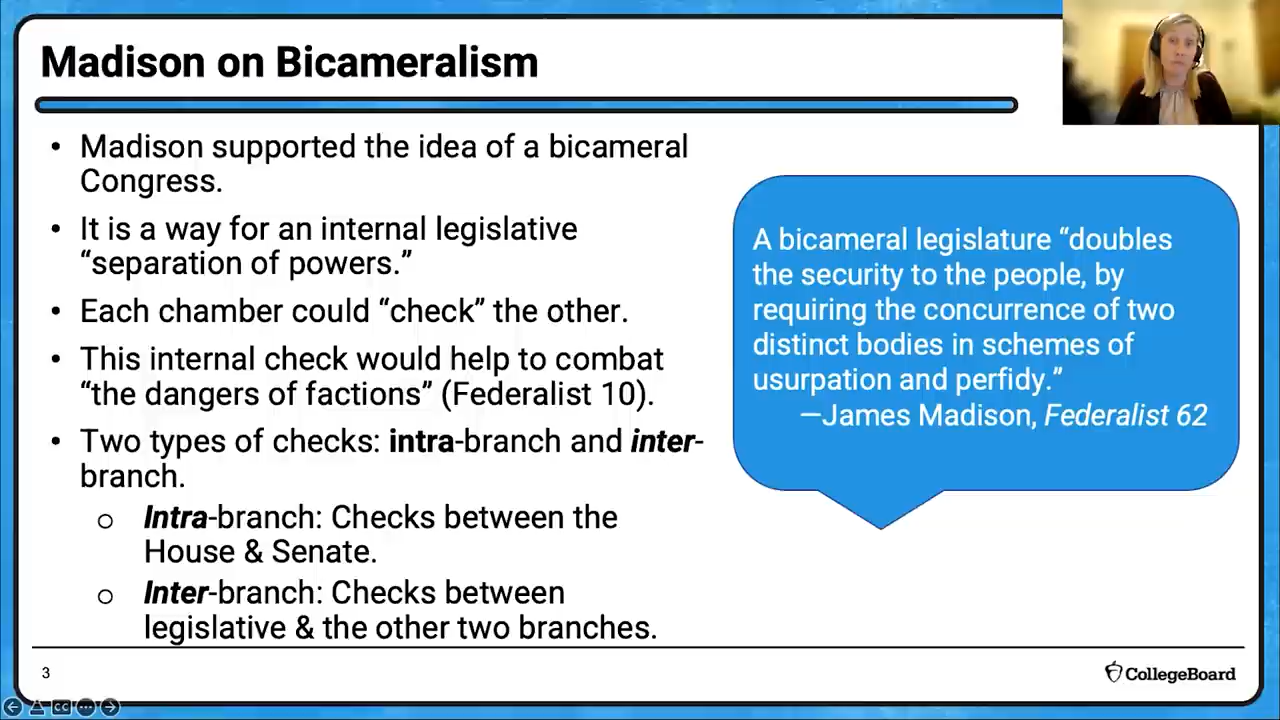 Madison on Bicameralism
• Madison supported the idea of a bicameral
Congress.
• It is a way for an internal legislative
“separation of powers.”
• Each chamber could “check” the other.
• This internal check would help to combat
“the dangers of factions” (Federalist 10).
• Two types of checks: intra-branch and inter-
branch.
o Intra-branch: Checks between the
House & Senate.
o Inter-branch: Checks between
legislative & the other two branches.
A bicameral legislature “doubles
the security to the people, by
requiring the concurrence of two
distinct bodies in schemes of
usurpation and perfidy.”
—James Madison, Federalist 62
3
CollegeBoard
CC